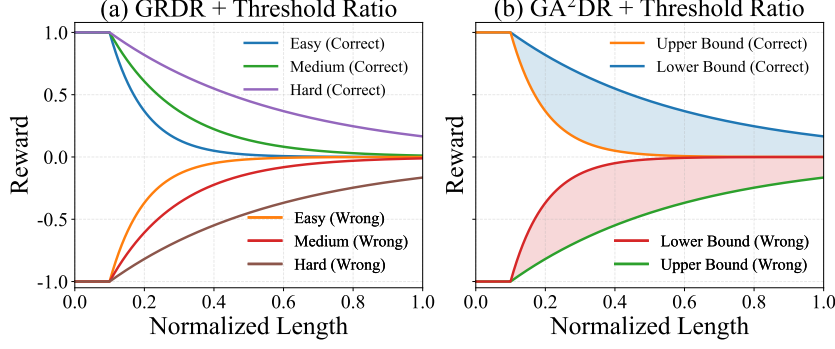 (a) GRDR + Threshold Ratio
Reward
1.0
0.5
0.0
-0.5
-1.0
Easy (Correct)
Medium (Correct)
Hard (Correct)
Easy (Wrong)
Medium (Wrong)
Hard (Wrong)
0.0 0.2 0.4 0.6 0.8 1.0
Normalized Length
(b) GA²DR + Threshold Ratio
Reward
Upper Bound (Correct)
Lower Bound (Correct)
Lower Bound (Wrong)
Upper Bound (Wrong)
0.0 0.2 0.4 0.6 0.8 1.0
Normalized Length